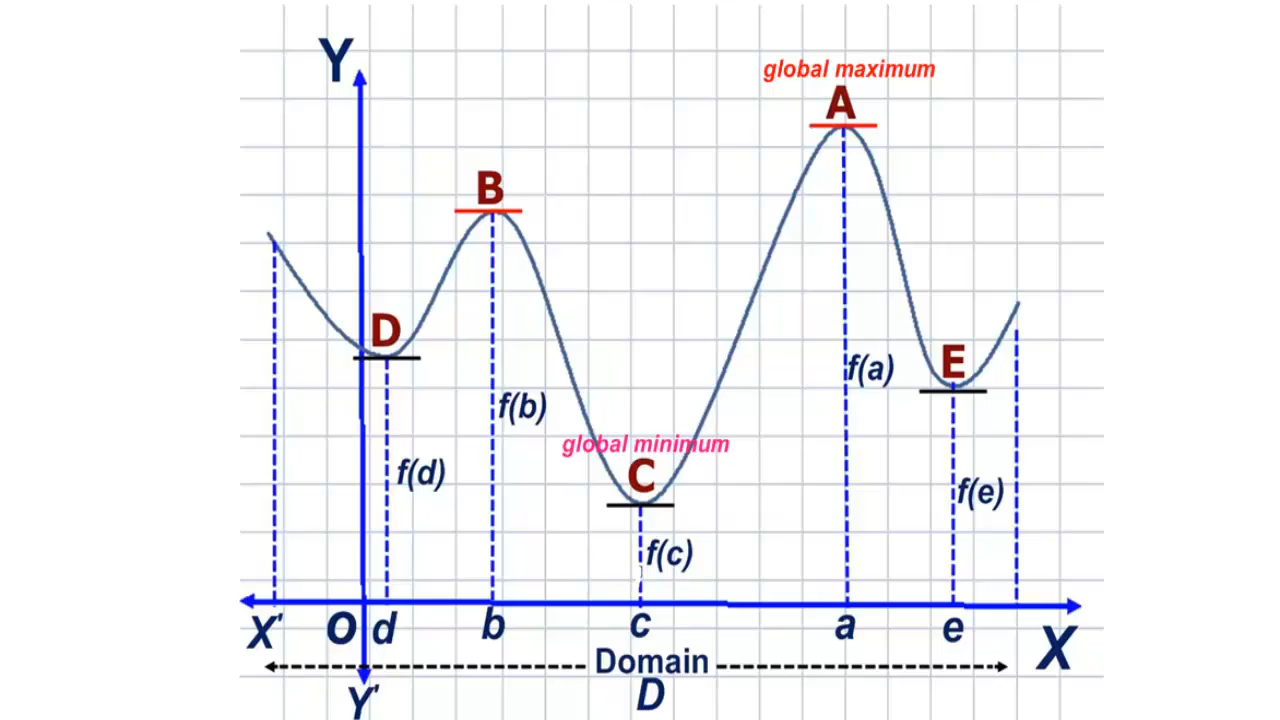 Y
global maximum
A
B
D
E
f(a)
f(b)
global minimum
C
f(d)
f(e)
f(c)
X' O d b c a e X
Domain
D
Y'